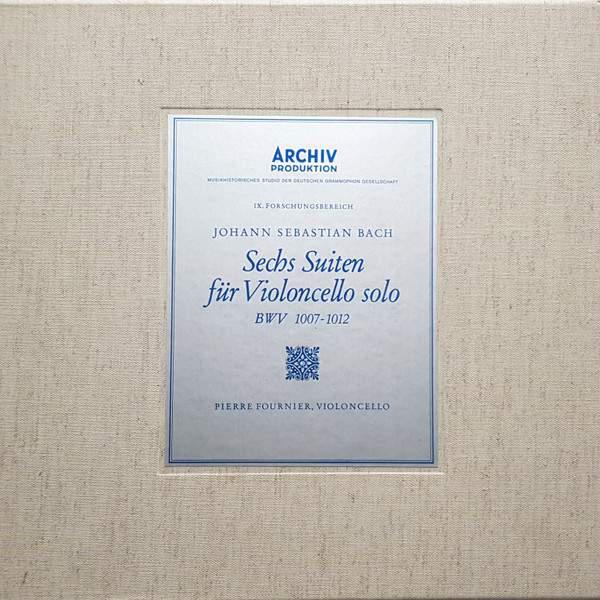 ARCHIV
PRODUKTION
MUSIKHISTORISCHES STUDIO DER DEUTSCHEN GRAMMOPHON GESELLSCHAFT
IX. FORSCHUNGSBEREICH
JOHANN SEBASTIAN BACH
Sechs Suiten
für Violoncello solo
BWV 1007-1012
PIERRE FOURNIER, VIOLONCELLO